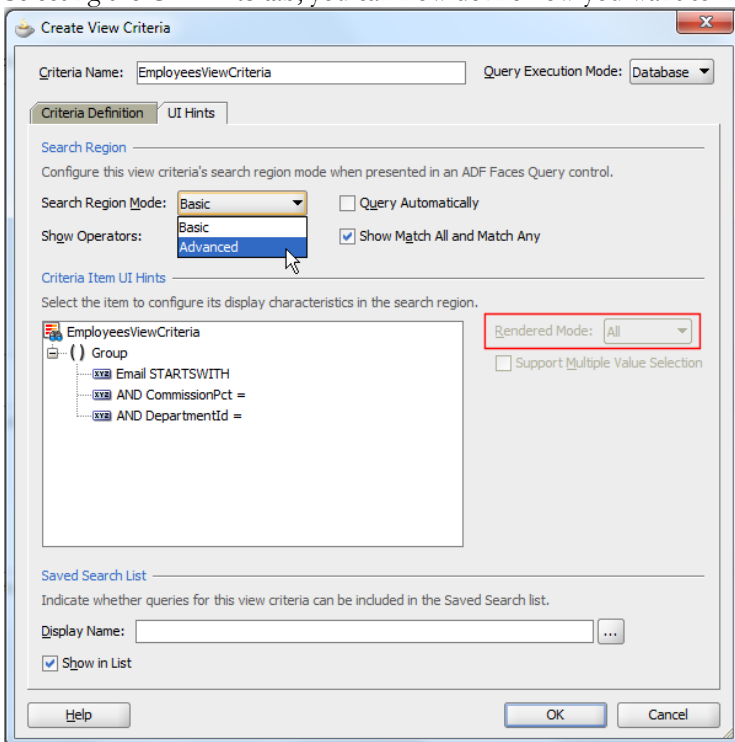 Create View Criteria
Criteria Name: EmployeesViewCriteria Query Execution Mode: Database
Criteria Definition UI Hints
Search Region
Configure this view criteria's search region mode when presented in an ADF Faces Query control.
Search Region Mode: Basic Query Automatically
Basic
Show Operators: Advanced Show Match All and Match Any
Criteria Item UI Hints
Select the item to configure its display characteristics in the search region.
EmployeesViewCriteria Rendered Mode: All
( ) Group
Support Multiple Value Selection
xyz Email STARTSWITH
xyz AND CommissionPct =
xyz AND DepartmentId =
Saved Search List
Indicate whether queries for this view criteria can be included in the Saved Search list.
Display Name: ...
Show in List
Help OK Cancel